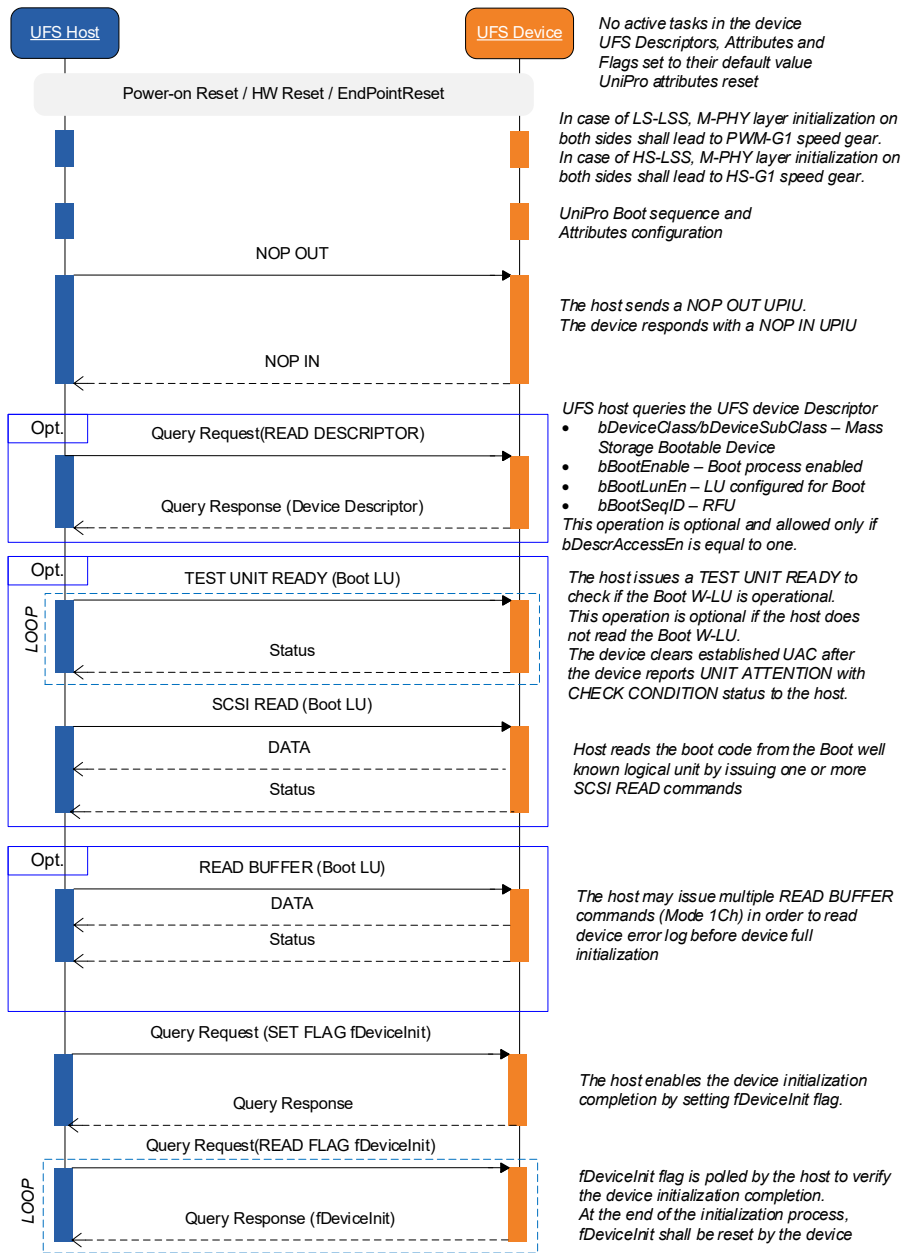 UFS Host
UFS Device
No active tasks in the device
UFS Descriptors, Attributes and
Flags set to their default value
UniPro attributes reset
Power-on Reset / HW Reset / EndPointReset
In case of LS-LSS, M-PHY layer initialization on
both sides shall lead to PWM-G1 speed gear.
In case of HS-LSS, M-PHY layer initialization on
both sides shall lead to HS-G1 speed gear.
UniPro Boot sequence and
Attributes configuration
NOP OUT
The host sends a NOP OUT UPIU.
The device responds with a NOP IN UPIU
NOP IN
Opt.
Query Request(READ DESCRIPTOR)
Query Response (Device Descriptor)
UFS host queries the UFS device Descriptor
• bDeviceClass/bDeviceSubClass – Mass
Storage Bootable Device
• bBootEnable – Boot process enabled
• bBootLunEn – LU configured for Boot
• bBootSeqID – RFU
This operation is optional and allowed only if
bDescrAccessEn is equal to one.
Opt.
TEST UNIT READY (Boot LU)
LOOP
Status
The host issues a TEST UNIT READY to
check if the Boot W-LU is operational.
This operation is optional if the host does
not read the Boot W-LU.
The device clears established UAC after
the device reports UNIT ATTENTION with
CHECK CONDITION status to the host.
SCSI READ (Boot LU)
DATA
Status
Host reads the boot code from the Boot well
known logical unit by issuing one or more
SCSI READ commands
Opt.
READ BUFFER (Boot LU)
DATA
Status
The host may issue multiple READ BUFFER
commands (Mode 1Ch) in order to read
device error log before device full
initialization
Query Request (SET FLAG fDeviceInit)
Query Response
The host enables the device initialization
completion by setting fDeviceInit flag.
Query Request(READ FLAG fDeviceInit)
LOOP
Query Response (fDeviceInit)
fDeviceInit flag is polled by the host to verify
the device initialization completion.
At the end of the initialization process,
fDeviceInit shall be reset by the device